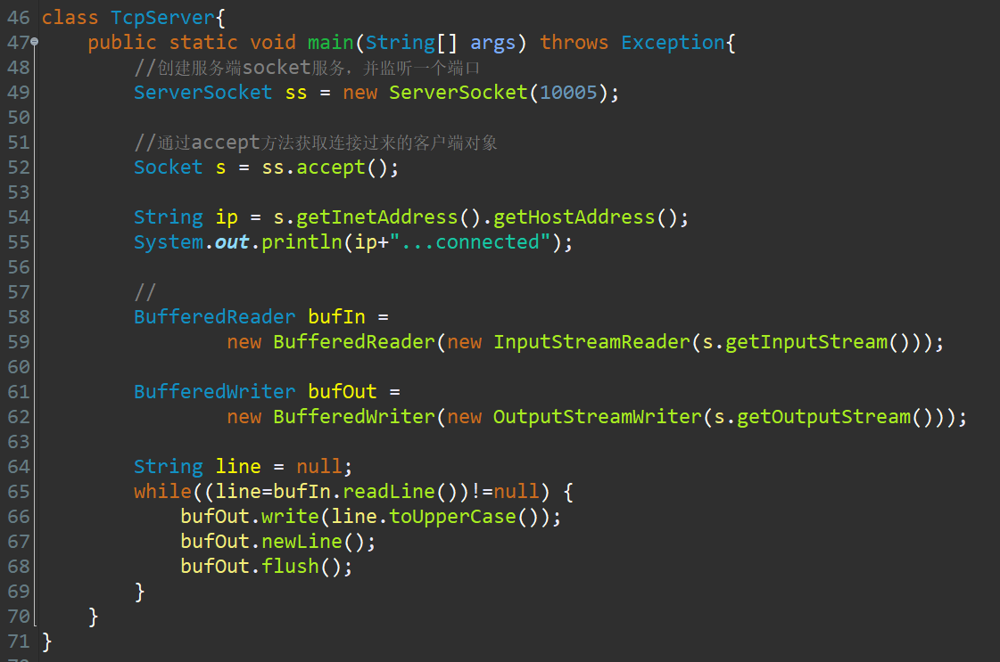 46 class TcpServer{
47 public static void main(String[] args) throws Exception{
48 //创建服务端socket服务，并监听一个端口
49 ServerSocket ss = new ServerSocket(10005);
50
51 //通过accept方法获取连接过来的客户端对象
52 Socket s = ss.accept();
53
54 String ip = s.getInetAddress().getHostAddress();
55 System.out.println(ip+"...connected");
56
57 //
58 BufferedReader bufIn =
59 new BufferedReader(new InputStreamReader(s.getInputStream()));
60
61 BufferedWriter bufOut =
62 new BufferedWriter(new OutputStreamWriter(s.getOutputStream()));
63
64 String line = null;
65 while((line=bufIn.readLine())!=null) {
66 bufOut.write(line.toUpperCase());
67 bufOut.newLine();
68 bufOut.flush();
69 }
70 }
71 }